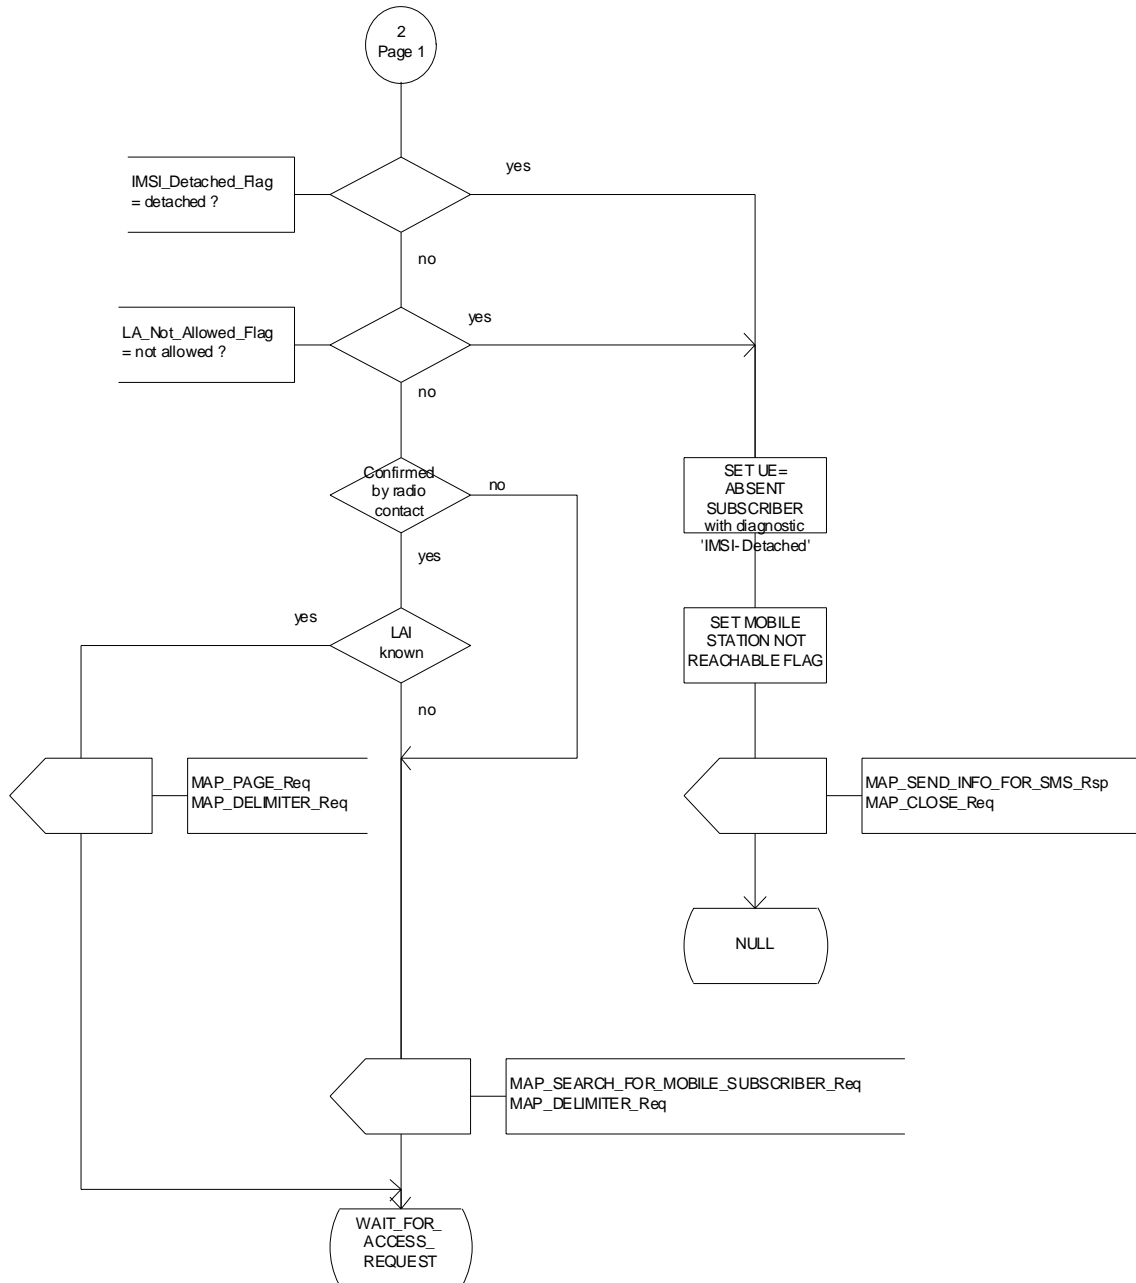 2
Page 1
yes
IMSI_Detached_Flag
= detached ?
no
yes
LA_Not_Allowed_Flag
= not allowed ?
no
Confirmed
by radio
contact
no
SET UE=
ABSENT
SUBSCRIBER
with diagnostic
'IMSI-Detached'
yes
yes
LAI
known
SET MOBILE
STATION NOT
REACHABLE FLAG
no
MAP_PAGE_Req
MAP_DELIMITER_Req
MAP_SEND_INFO_FOR_SMS_Rsp
MAP_CLOSE_Req
NULL
MAP_SEARCH_FOR_MOBILE_SUBSCRIBER_Req
MAP_DELIMITER_Req
WAIT_FOR_
ACCESS_
REQUEST